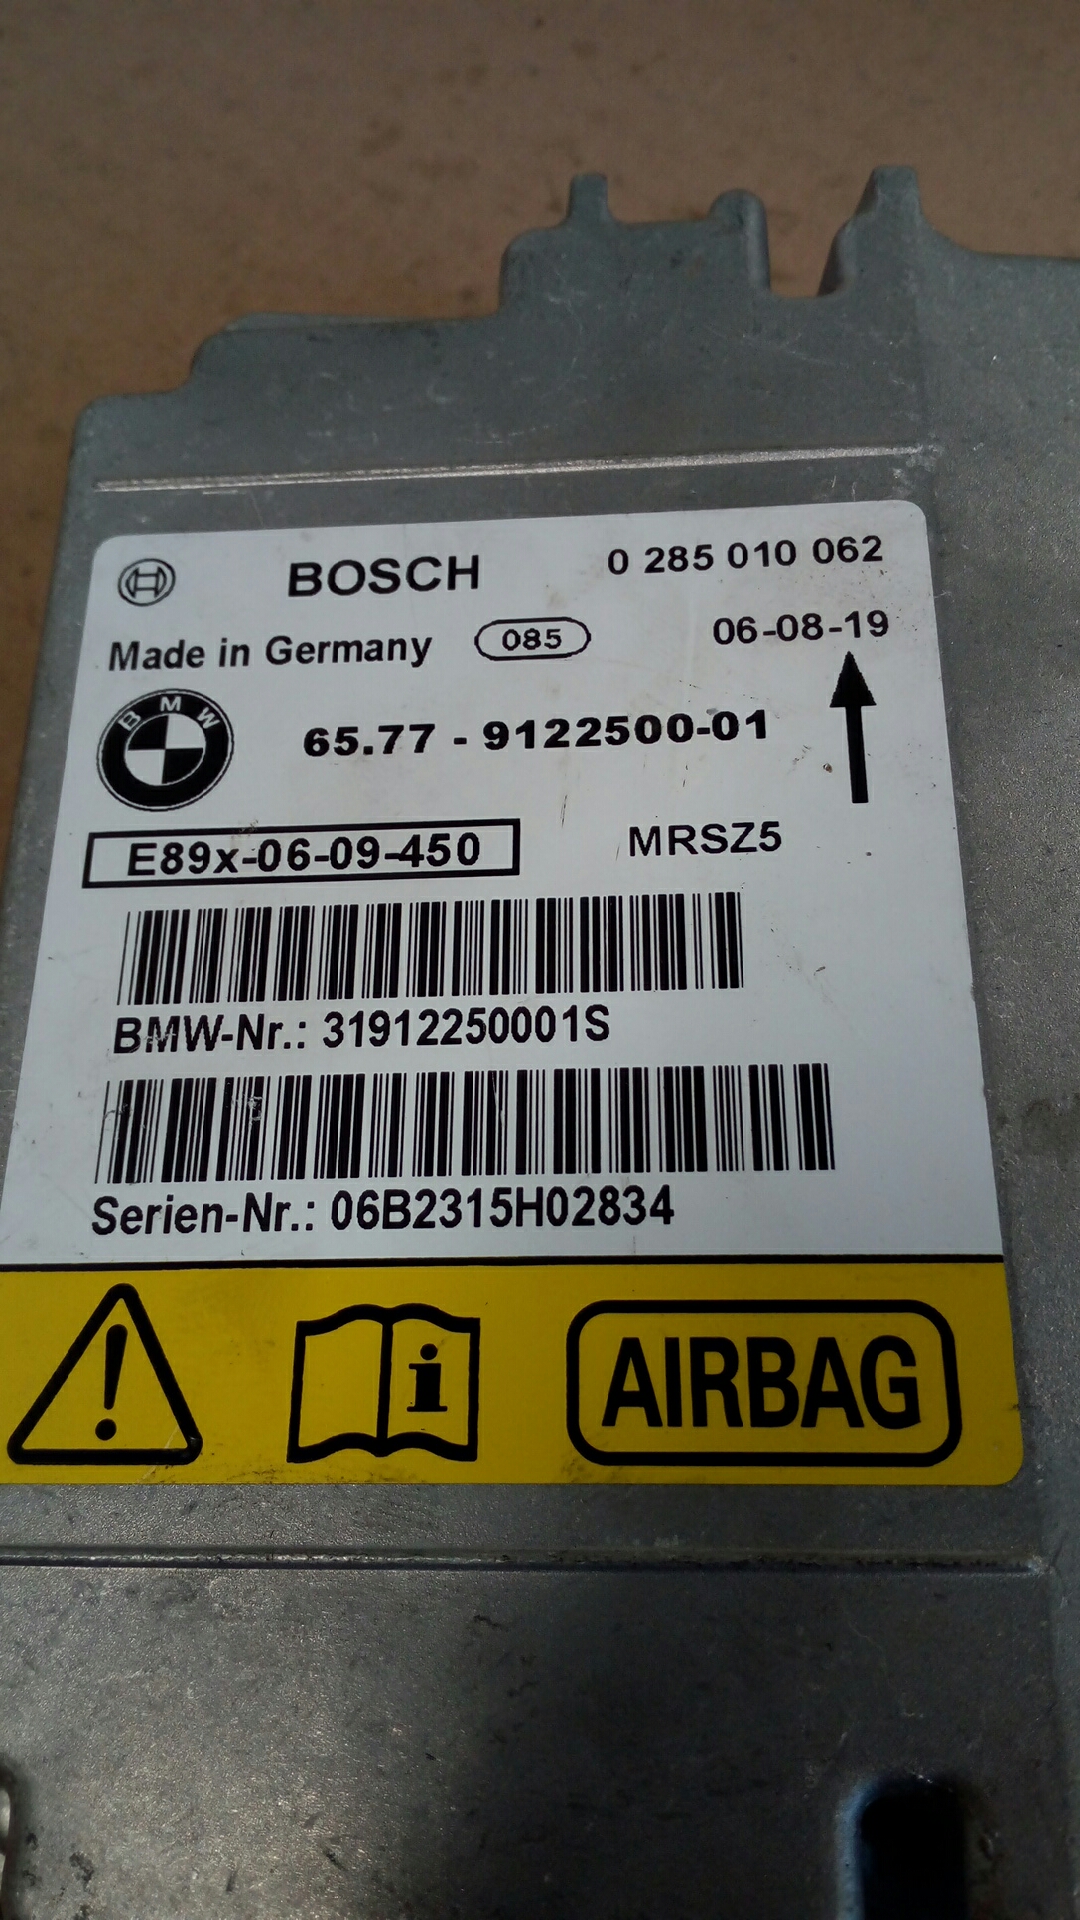 BOSCH 0 285 010 062
Made in Germany 085 06-08-19
BMW
65.77 - 9122500-01
E89x-06-09-450 MRSZ5
BMW-Nr.: 31912250001S
Serien-Nr.: 06B2315H02834
! i AIRBAG